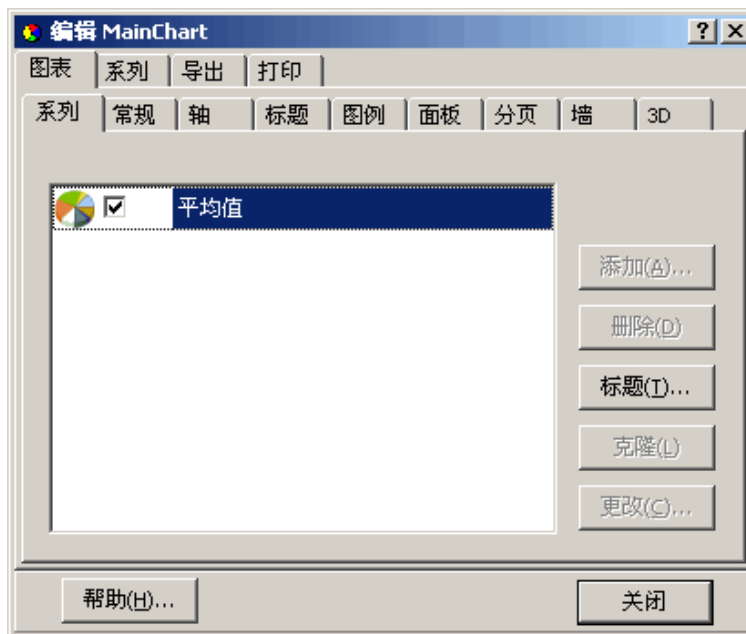 编辑 MainChart
图表 系列 导出 打印
系列 常规 轴 标题 图例 面板 分页 墙 3D
平均值
添加(A)...
删除(D)
标题(T)...
克隆(L)
更改(C)...
帮助(H)... 关闭